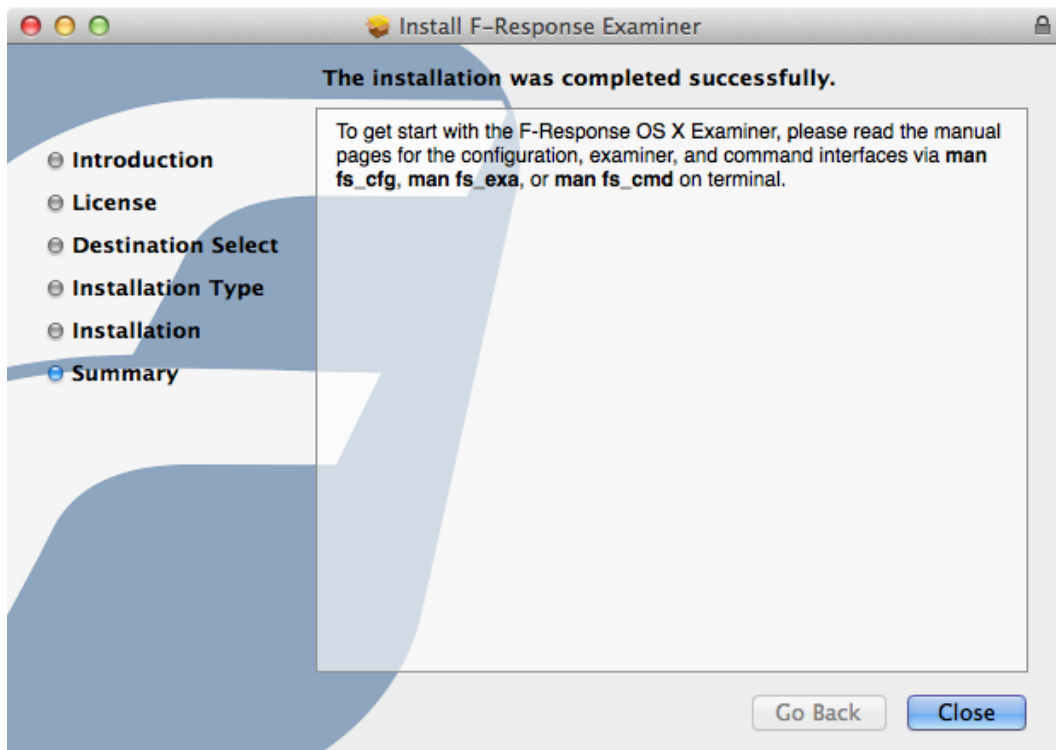 Install F-Response Examiner
The installation was completed successfully.
Introduction
License
Destination Select
Installation Type
Installation
Summary
To get start with the F-Response OS X Examiner, please read the manual
pages for the configuration, examiner, and command interfaces via man
fs_cfg, man fs_exa, or man fs_cmd on terminal.
Go Back
Close